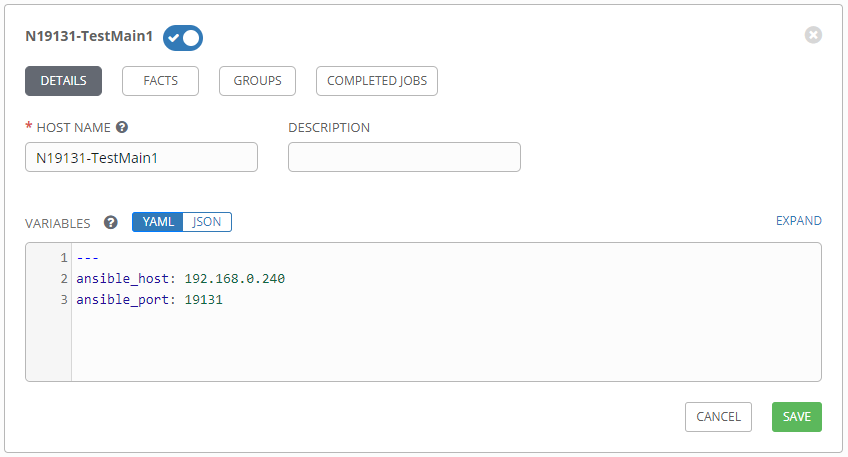 N19131-TestMain1
DETAILS FACTS GROUPS COMPLETED JOBS
* HOST NAME ? DESCRIPTION
N19131-TestMain1
VARIABLES ? YAML JSON EXPAND
1 ---
2 ansible_host: 192.168.0.240
3 ansible_port: 19131
CANCEL SAVE